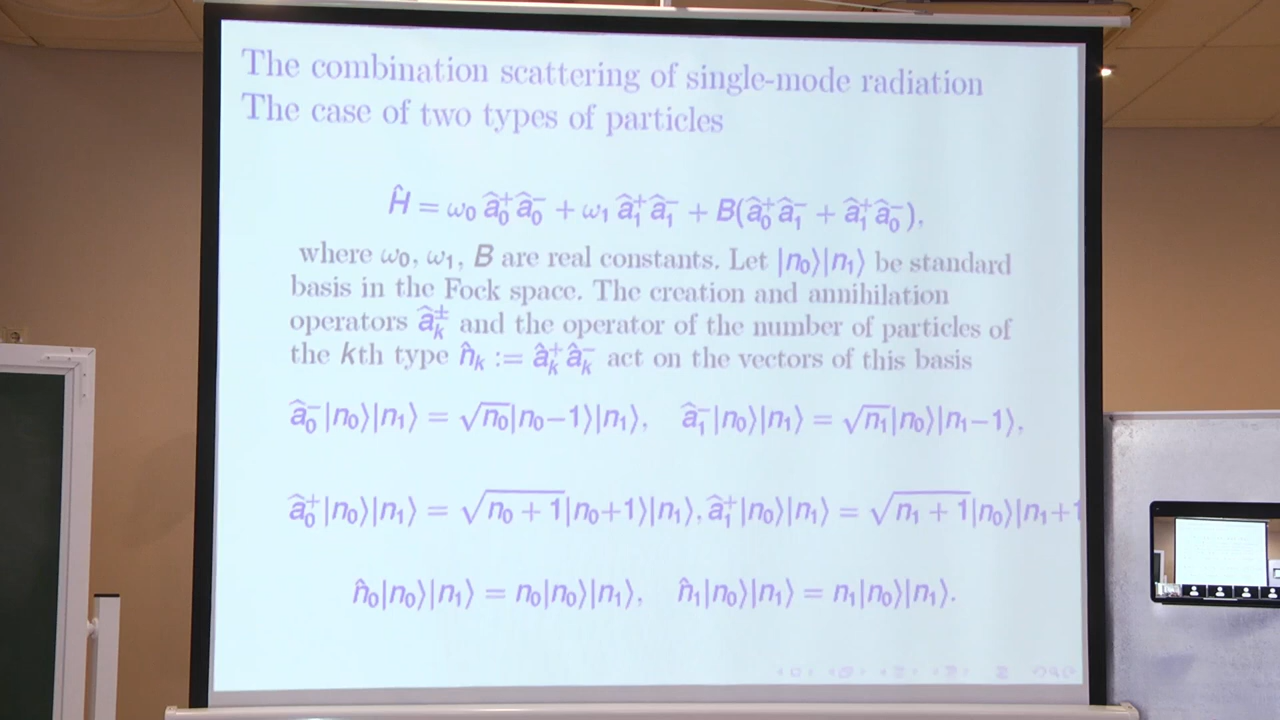 The combination scattering of single-mode radiation
The case of two types of particles
Ĥ = ω₀ â₀⁺â₀⁻ + ω₁ â₁⁺â₁⁻ + B(â₀⁺â₁⁻ + â₁⁺â₀⁻),
where ω₀, ω₁, B are real constants. Let |n₀⟩|n₁⟩ be standard
basis in the Fock space. The creation and annihilation
operators âₖ± and the operator of the number of particles of
the kth type n̂ₖ := âₖ⁺âₖ⁻ act on the vectors of this basis
â₀⁻|n₀⟩|n₁⟩ = √n₀|n₀−1⟩|n₁⟩, â₁⁻|n₀⟩|n₁⟩ = √n₁|n₀⟩|n₁−1⟩,
â₀⁺|n₀⟩|n₁⟩ = √(n₀ + 1)|n₀+1⟩|n₁⟩, â₁⁺|n₀⟩|n₁⟩ = √(n₁ + 1)|n₀⟩|n₁+1
n̂₀|n₀⟩|n₁⟩ = n₀|n₀⟩|n₁⟩, n̂₁|n₀⟩|n₁⟩ = n₁|n₀⟩|n₁⟩.